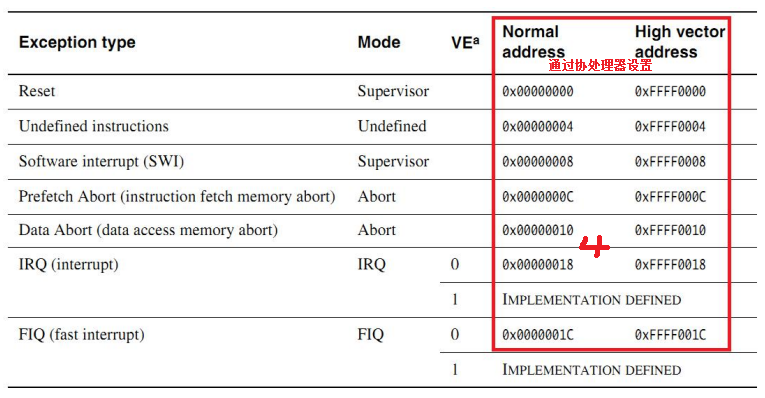 Exception type Mode VEa Normal address High vector address
通过协处理器设置
Reset Supervisor 0x00000000 0xFFFF0000
Undefined instructions Undefined 0x00000004 0xFFFF0004
Software interrupt (SWI) Supervisor 0x00000008 0xFFFF0008
Prefetch Abort (instruction fetch memory abort) Abort 0x0000000C 0xFFFF000C
Data Abort (data access memory abort) Abort 0x00000010 0xFFFF0010
4
IRQ (interrupt) IRQ 0 0x00000018 0xFFFF0018
1 IMPLEMENTATION DEFINED
FIQ (fast interrupt) FIQ 0 0x0000001C 0xFFFF001C
1 IMPLEMENTATION DEFINED